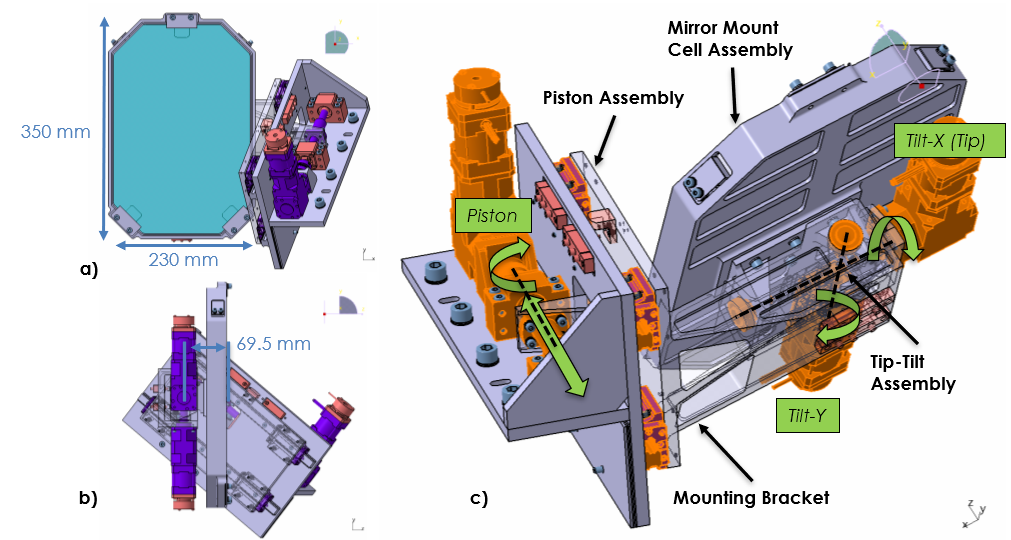 350 mm
230 mm
a)
69.5 mm
b)
Mirror Mount
Cell Assembly
Piston Assembly
Tilt-X (Tip)
Piston
Tip-Tilt
Assembly
Tilt-Y
Mounting Bracket
c)
z
y
x